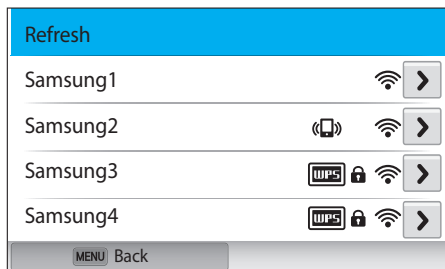 Refresh
Samsung1
Samsung2
Samsung3 WPS
Samsung4 WPS
MENU Back